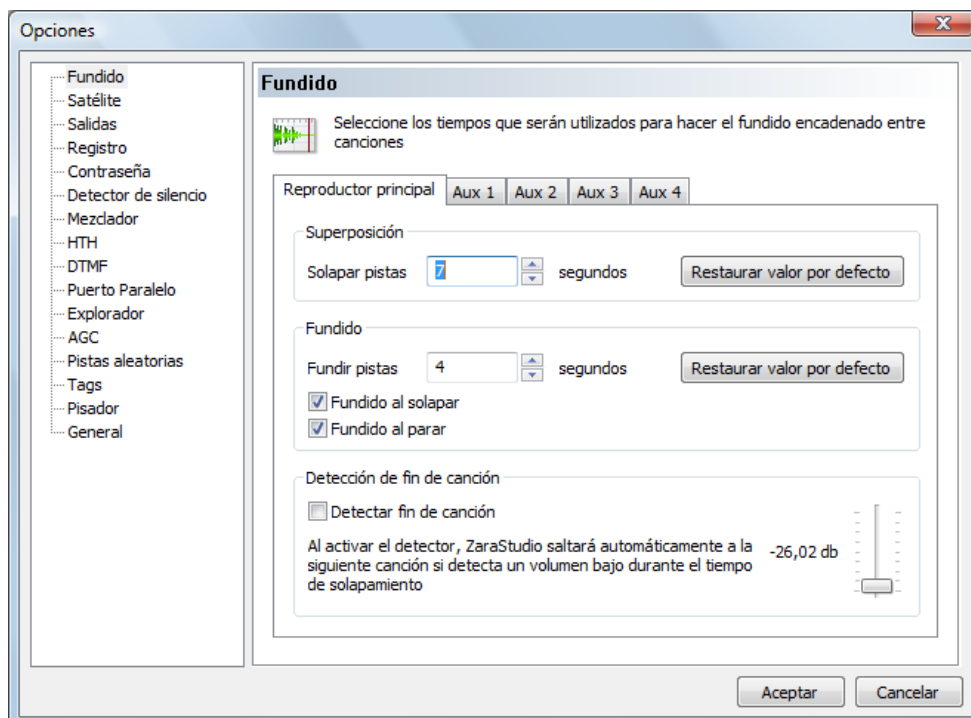 Opciones
Fundido
Satélite
Salidas
Registro
Contraseña
Detector de silencio
Mezclador
HTH
DTMF
Puerto Paralelo
Explorador
AGC
Pistas aleatorias
Tags
Pisador
General
Fundido
Seleccione los tiempos que serán utilizados para hacer el fundido encadenado entre
canciones
Reproductor principal Aux 1 Aux 2 Aux 3 Aux 4
Superposición
Solapar pistas 7 segundos Restaurar valor por defecto
Fundido
Fundir pistas 4 segundos Restaurar valor por defecto
Fundido al solapar
Fundido al parar
Detección de fin de canción
Detectar fin de canción
Al activar el detector, ZaraStudio saltará automáticamente a la
siguiente canción si detecta un volumen bajo durante el tiempo
de solapamiento
-26,02 db
Aceptar Cancelar